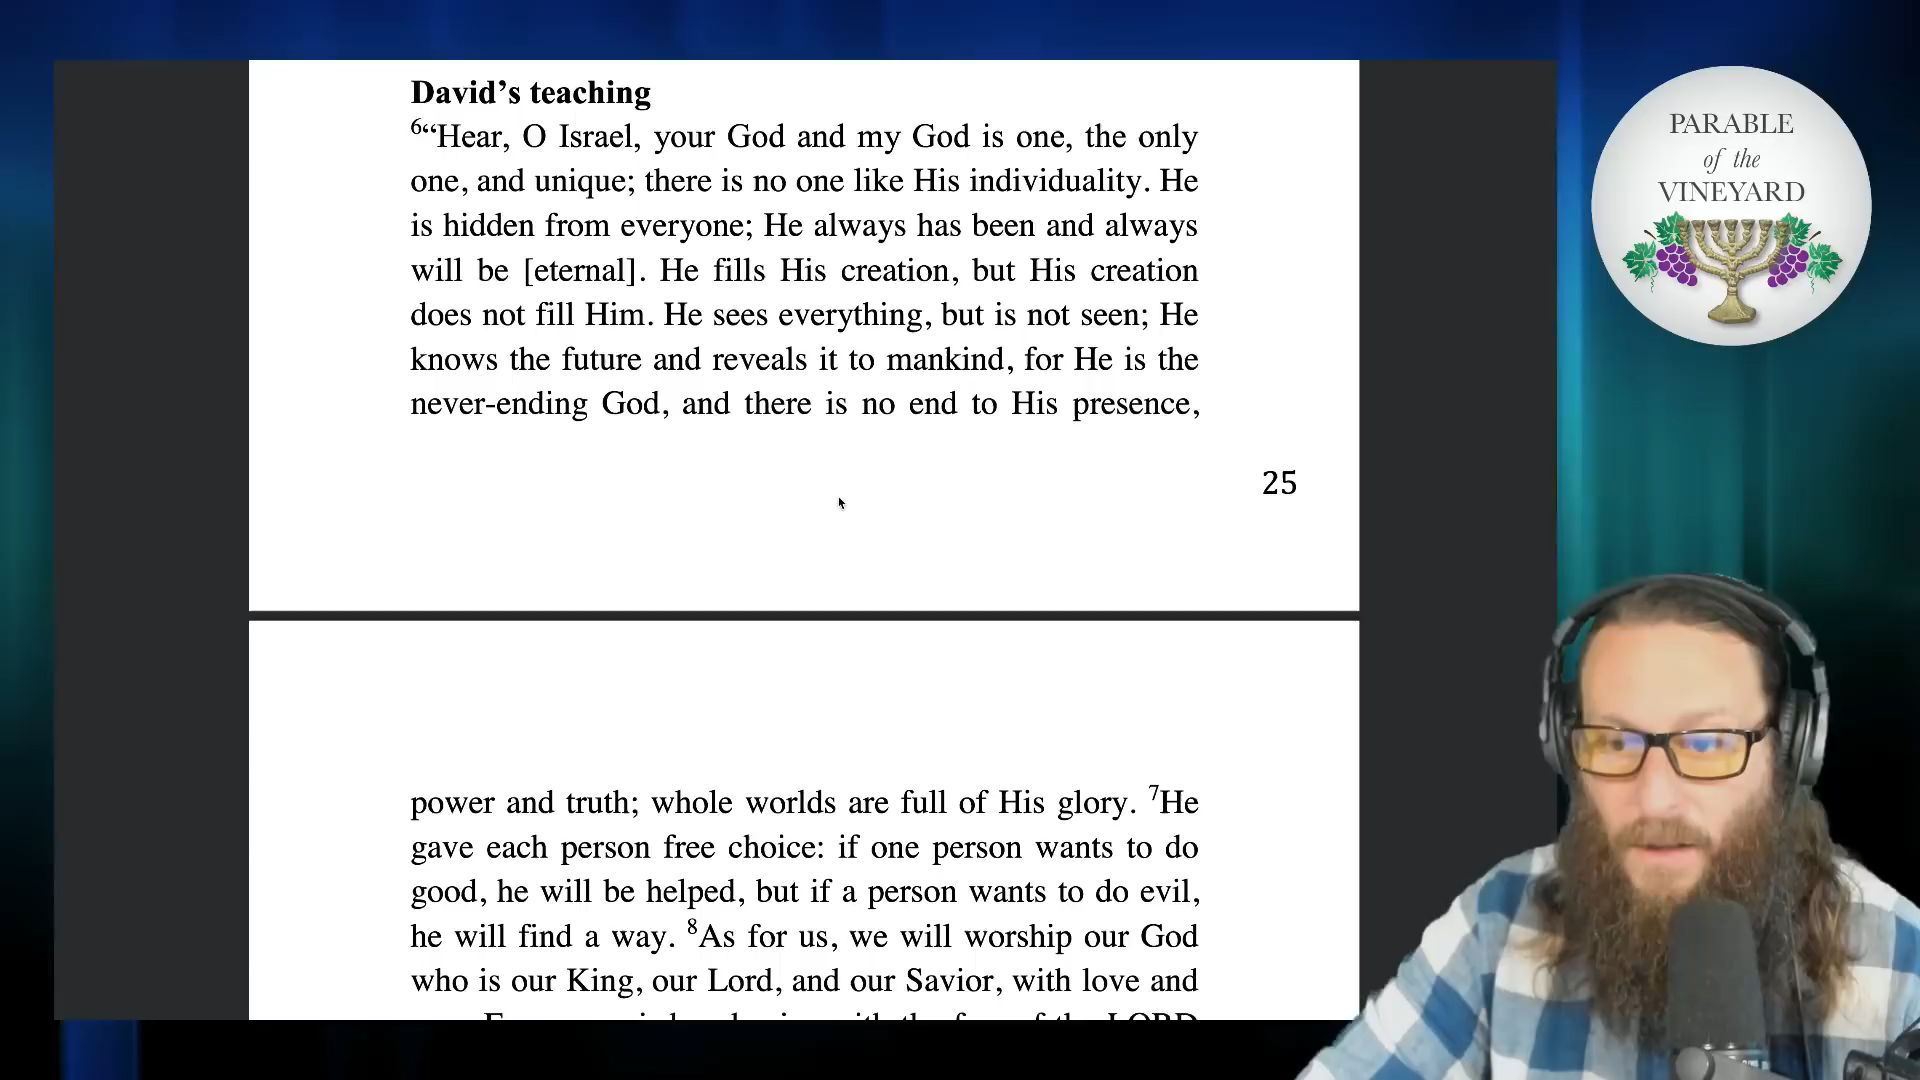 David's teaching
6“Hear, O Israel, your God and my God is one, the only
one, and unique; there is no one like His individuality. He
is hidden from everyone; He always has been and always
will be [eternal]. He fills His creation, but His creation
does not fill Him. He sees everything, but is not seen; He
knows the future and reveals it to mankind, for He is the
never-ending God, and there is no end to His presence,
25
power and truth; whole worlds are full of His glory. 7He
gave each person free choice: if one person wants to do
good, he will be helped, but if a person wants to do evil,
he will find a way. 8As for us, we will worship our God
who is our King, our Lord, and our Savior, with love and
of the LORD
PARABLE
of the
VINEYARD